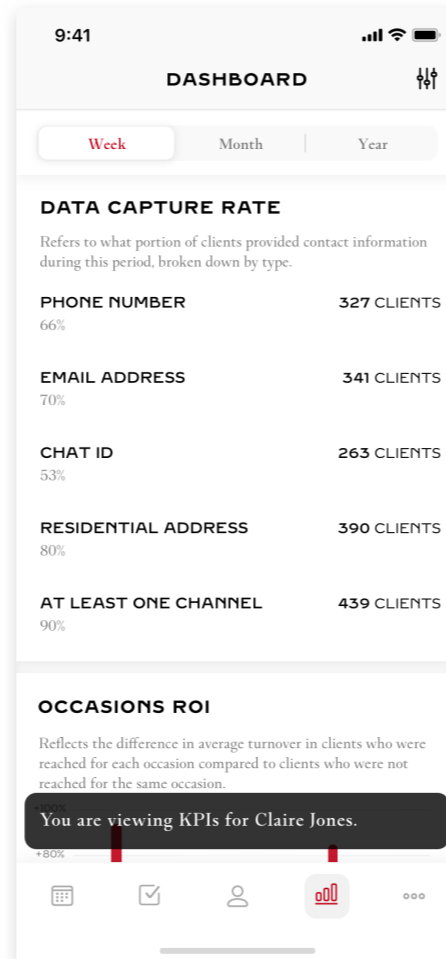 9:41
DASHBOARD
Week Month Year
DATA CAPTURE RATE
Refers to what portion of clients provided contact information
during this period, broken down by type.
PHONE NUMBER 327 CLIENTS
66%
EMAIL ADDRESS 341 CLIENTS
70%
CHAT ID 263 CLIENTS
53%
RESIDENTIAL ADDRESS 390 CLIENTS
80%
AT LEAST ONE CHANNEL 439 CLIENTS
90%
OCCASIONS ROI
Reflects the difference in average turnover in clients who were
reached for each occasion compared to clients who were not
reached for the same occasion.
+100%
You are viewing KPIs for Claire Jones.
+80%